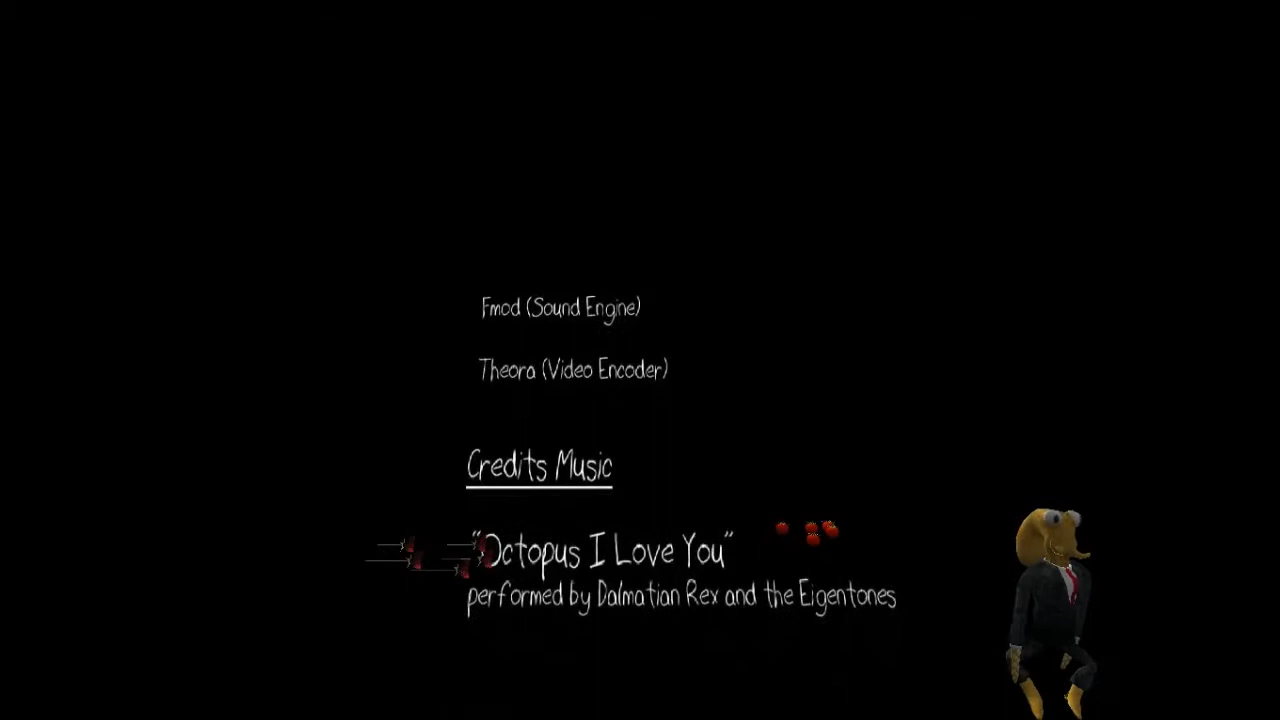 Fmod (Sound Engine)
Theora (Video Encoder)
Credits Music
"Octopus I Love You"
performed by Dalmatian Rex and the Eigentones